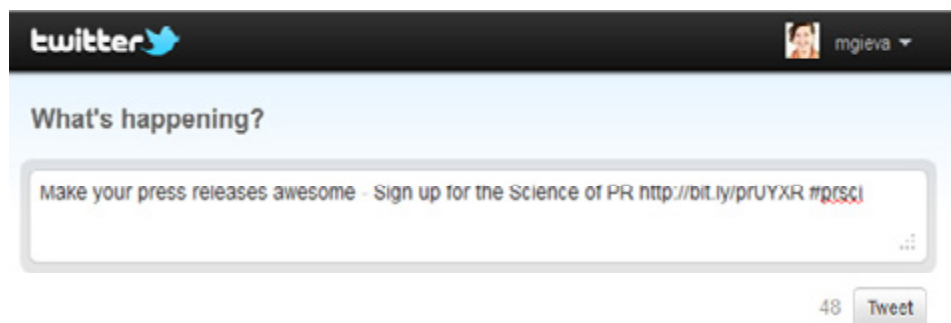 twitter
mgieva
What's happening?
Make your press releases awesome - Sign up for the Science of PR http://bit.ly/prUYXR #prsci
48 Tweet